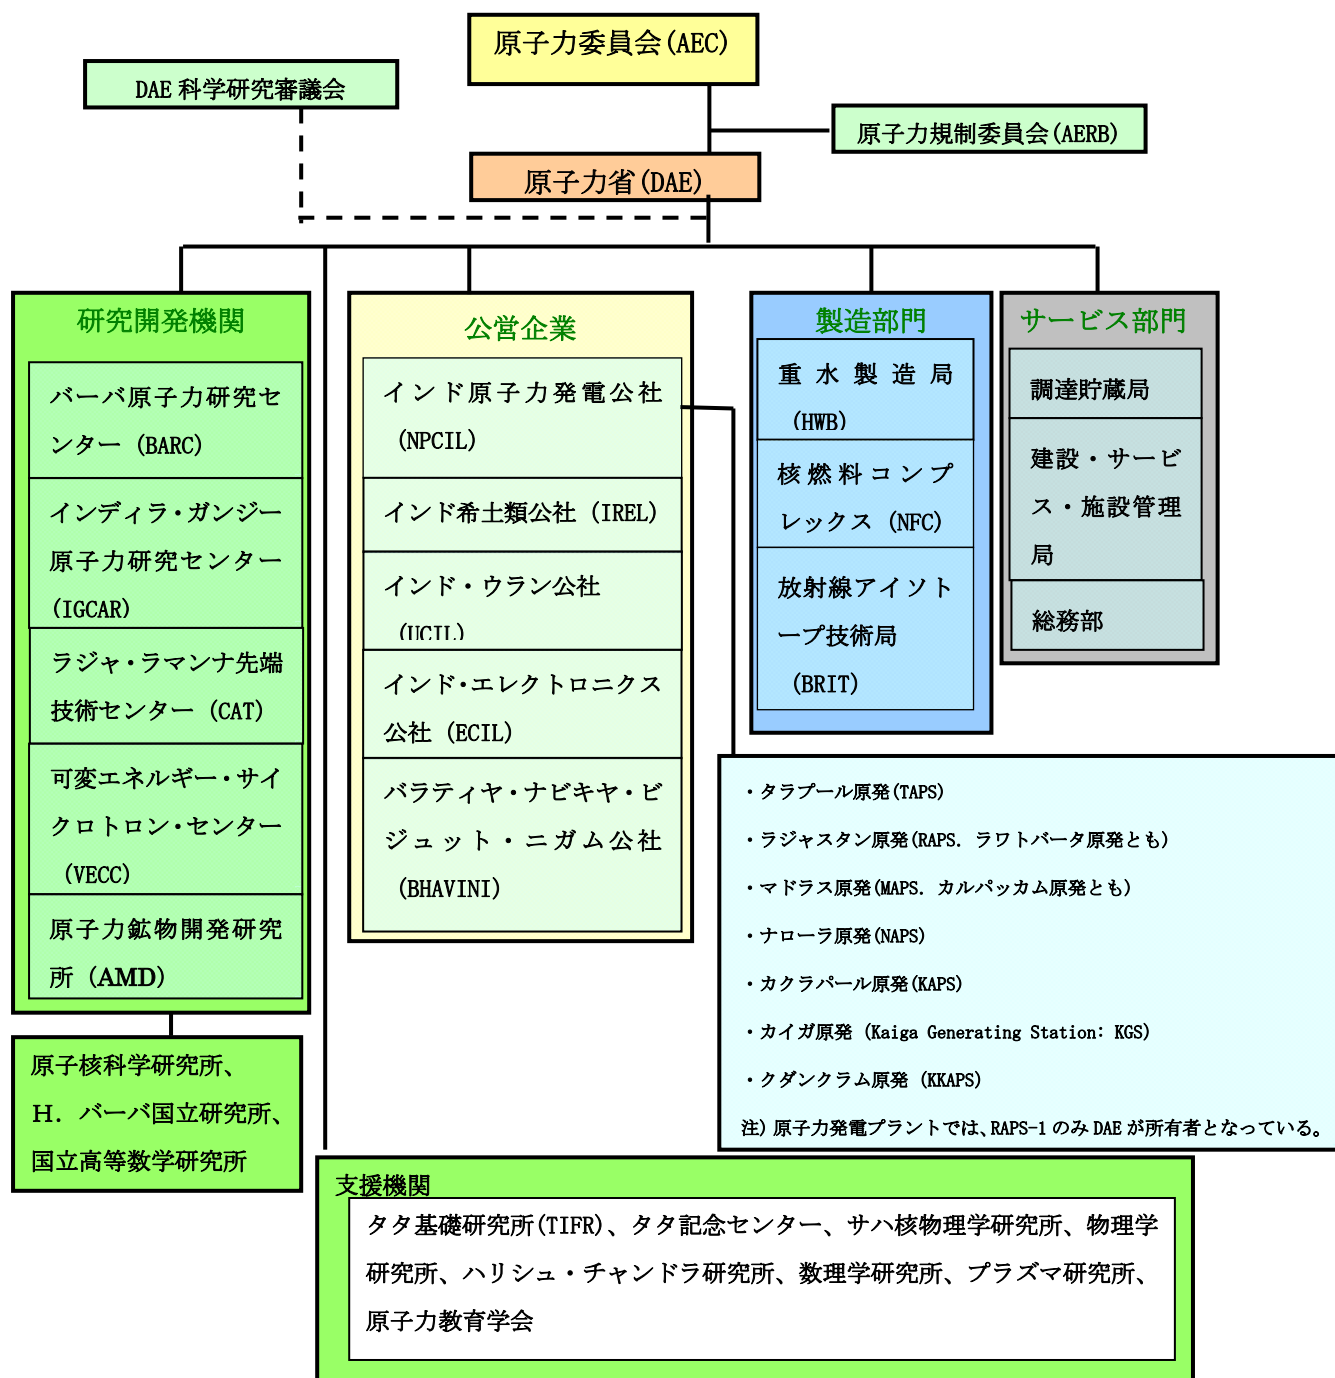 原子力委員会(AEC)
DAE 科学研究審議会
原子力規制委員会(AERB)
原子力省(DAE)
研究開発機関
バーバ原子力研究セ
ンター (BARC)
インディラ・ガンジー
原子力研究センター
(IGCAR)
ラジャ・ラマンナ先端
技術センター (CAT)
可変エネルギー・サイ
クロトロン・センター
(VECC)
原子力鉱物開発研究
所 (AMD)
原子核科学研究所、
H. バーバ国立研究所、
国立高等数学研究所
公営企業
インド原子力発電公社
(NPCIL)
インド希土類公社 (IREL)
インド・ウラン公社
(UCIL)
インド・エレクトロニクス
公社 (ECIL)
バラティヤ・ナビキヤ・ビ
ジュット・ニガム公社
(BHAVINI)
製造部門
重水製造局
(HWB)
核燃料コンプ
レックス (NFC)
放射線アイソト
ープ技術局
(BRIT)
サービス部門
調達貯蔵局
建設・サービ
ス・施設管理
局
総務部
・タラプール原発(TAPS)
・ラジャスタン原発(RAPS. ラワトバータ原発とも)
・マドラス原発(MAPS. カルパッカム原発とも)
・ナローラ原発(NAPS)
・カクラパール原発(KAPS)
・カイガ原発 (Kaiga Generating Station: KGS)
・クダンクラム原発 (KKAPS)
注) 原子力発電プラントでは、RAPS-1 のみ DAE が所有者となっている。
支援機関
タタ基礎研究所(TIFR)、タタ記念センター、サハ核物理学研究所、物理学
研究所、ハリシュ・チャンドラ研究所、数理学研究所、プラズマ研究所、
原子力教育学会